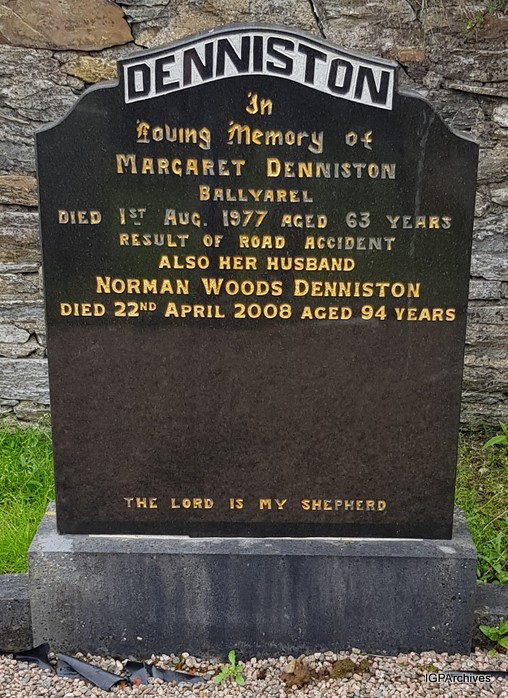 DENNISTON
In
Loving Memory of
MARGARET DENNISTON
BALLYAREL
DIED 1ST AUG. 1977 AGED 63 YEARS
RESULT OF ROAD ACCIDENT
ALSO HER HUSBAND
NORMAN WOODS DENNISTON
DIED 22ND APRIL 2008 AGED 94 YEARS
THE LORD IS MY SHEPHERD
IGPArchives